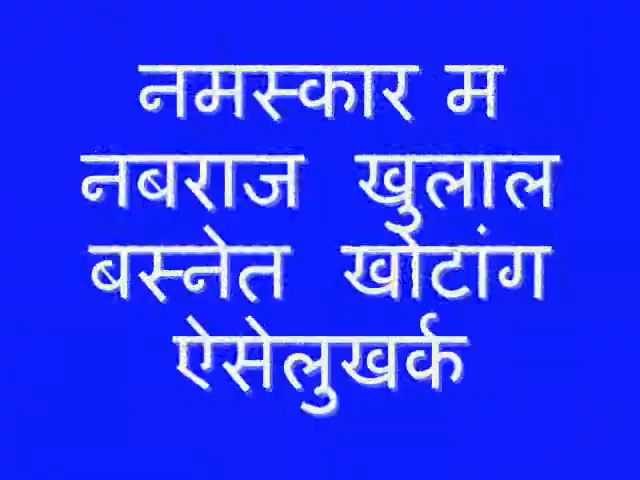 नमस्कार म
नबराज खुलाल
बस्नेत खोटांग
ऐसेलुखर्क